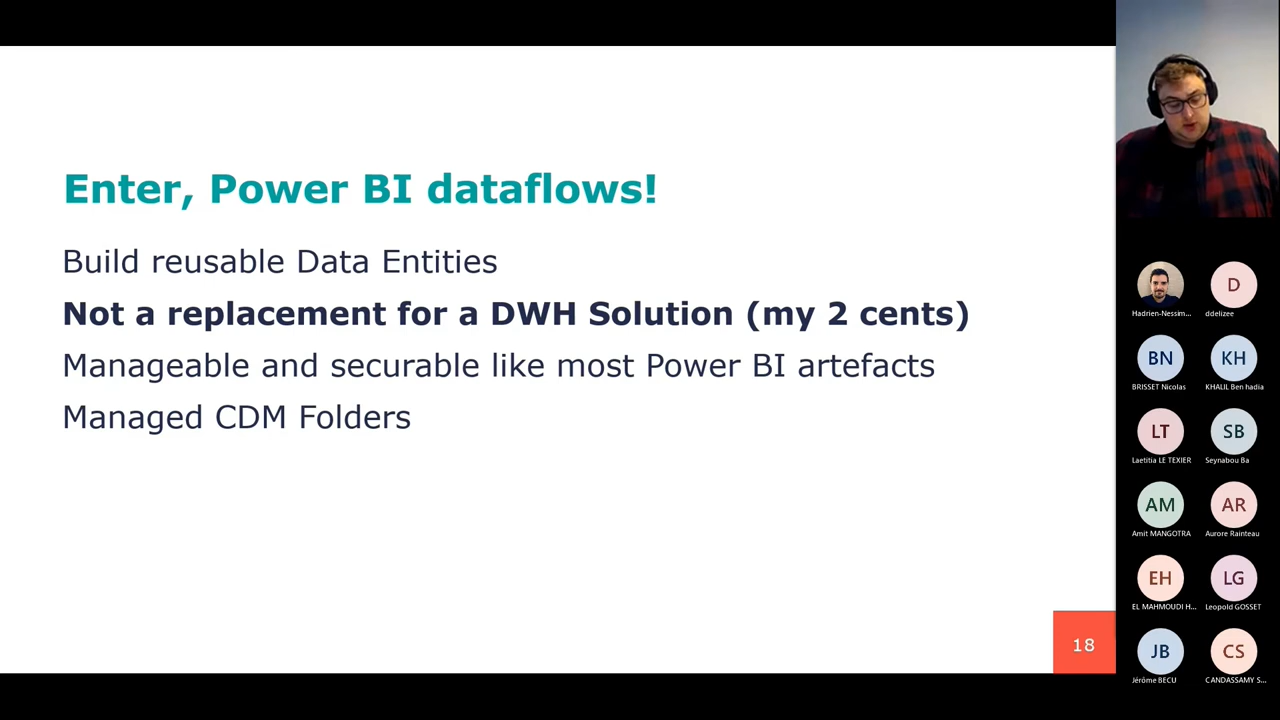 Enter, Power BI dataflows!
Build reusable Data Entities
Not a replacement for a DWH Solution (my 2 cents)
Manageable and securable like most Power BI artefacts
Managed CDM Folders
18
Hadrien-Nessim...
D
ddelizee
BN
BRISSET Nicolas
KH
KHALIL Ben hadia
LT
Laetitia LE TEXIER
SB
Seynabou Ba
AM
Amit MANGOTRA
AR
Aurore Rainteau
EH
EL MAHMOUDI H...
LG
Leopold GOSSET
JB
Jérôme BECU
CS
CANDASSAMY S...